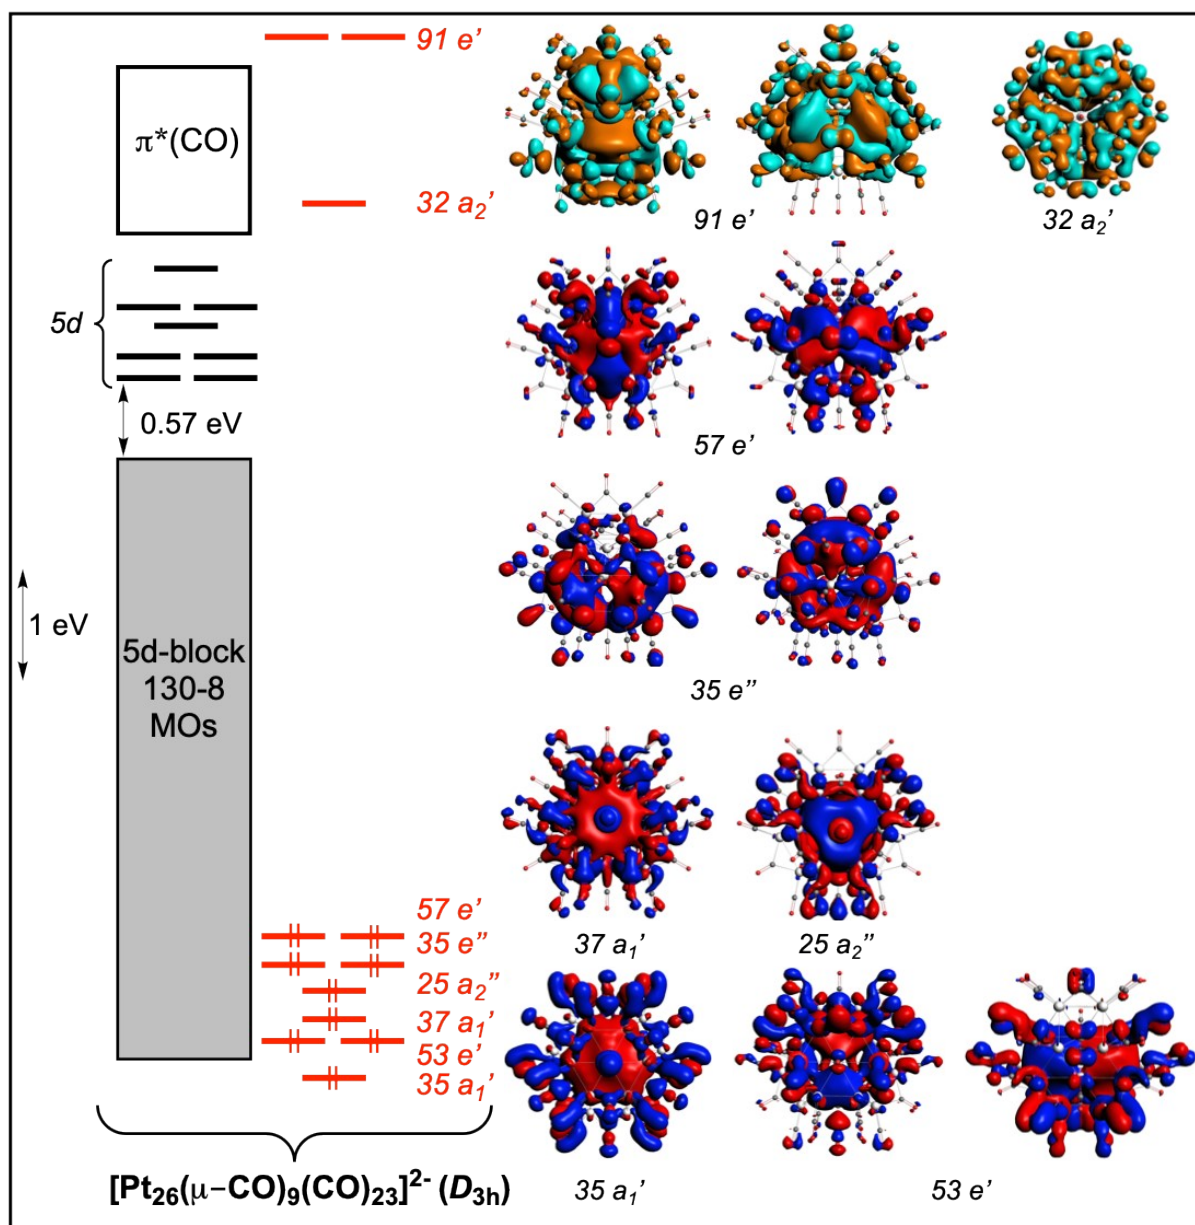 91 e’
π*(CO)
32 a2’
91 e’
32 a2’
5d
0.57 eV
57 e’
1 eV
5d-block
130-8
MOs
35 e”
57 e’
35 e”
25 a2”
37 a1’
53 e’
35 a1’
37 a1’
25 a2”
[Pt26(μ−CO)9(CO)23]2- (D3h)
35 a1’
53 e’